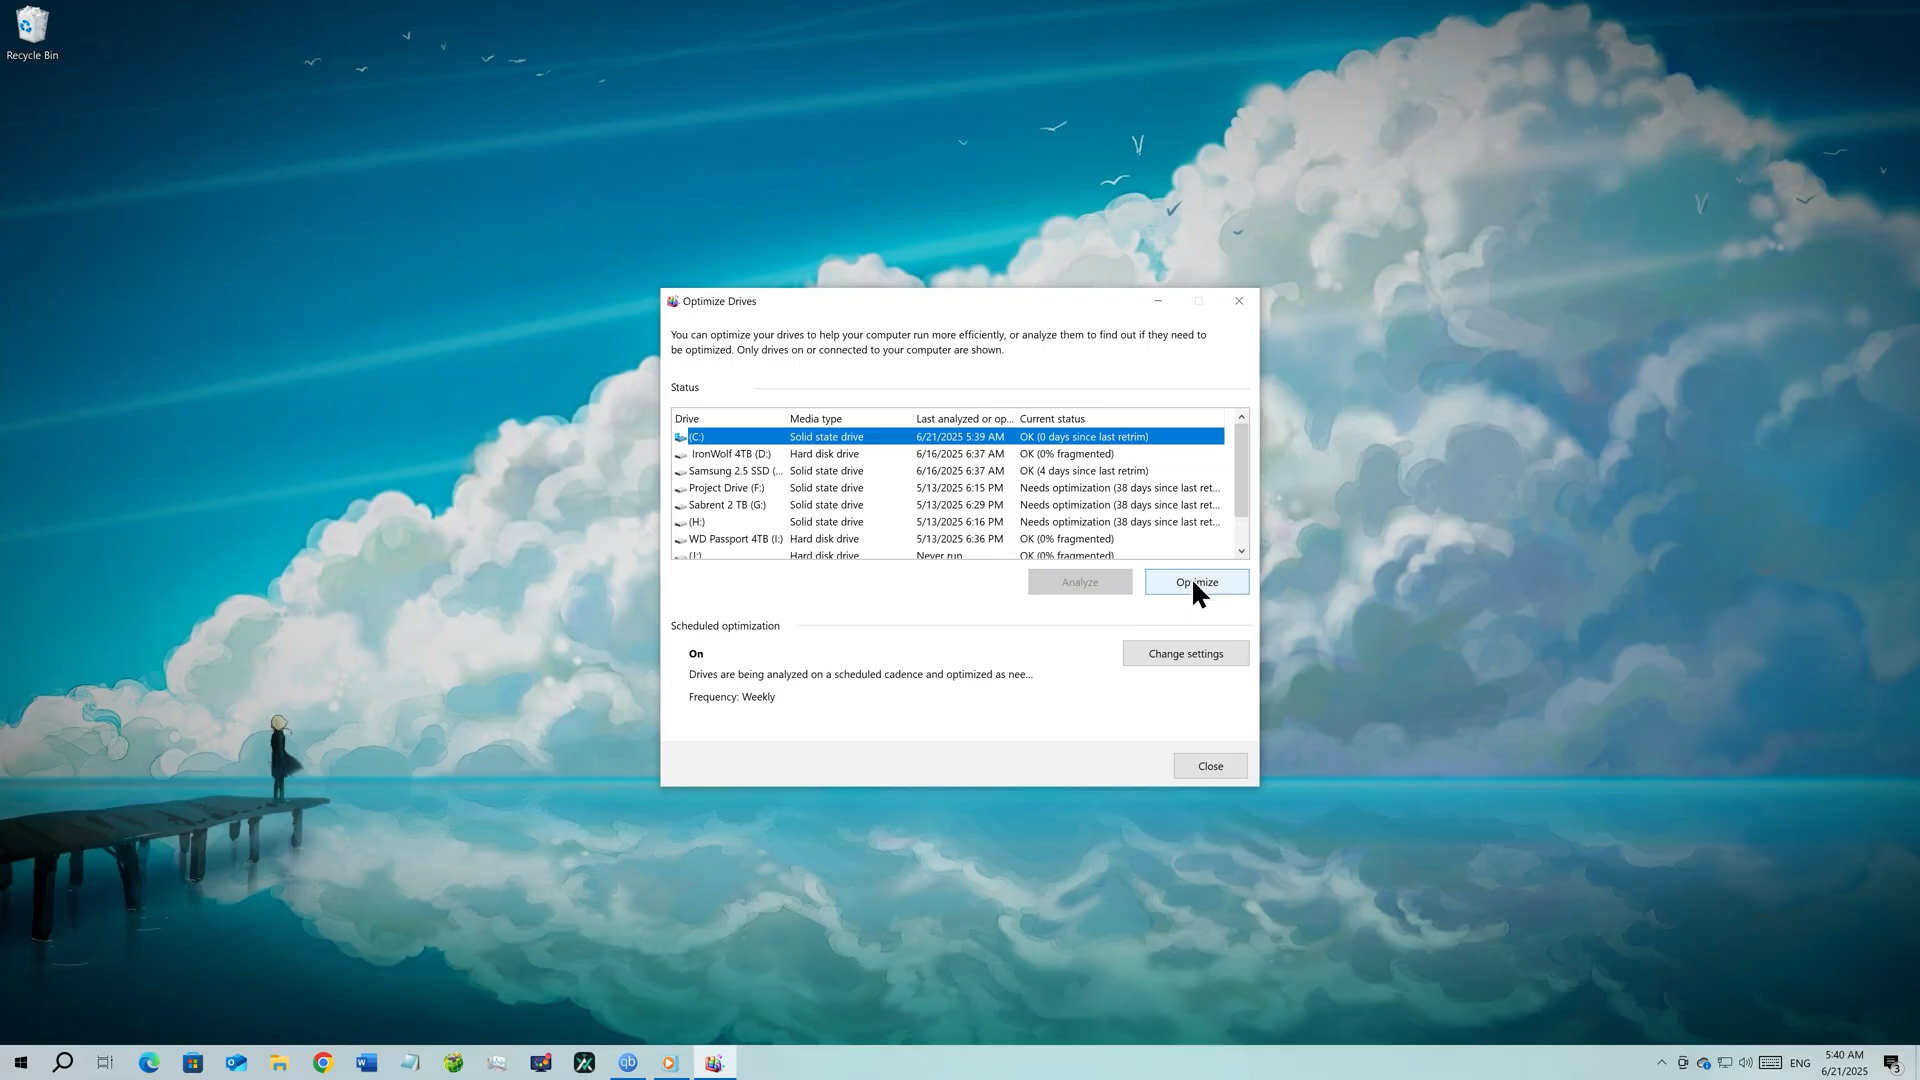 Recycle Bin
Optimize Drives
You can optimize your drives to help your computer run more efficiently, or analyze them to find out if they need to
be optimized. Only drives on or connected to your computer are shown.
Status
Drive Media type Last analyzed or op... Current status
(C:) Solid state drive 6/21/2025 5:39 AM OK (0 days since last retrim)
IronWolf 4TB (D:) Hard disk drive 6/16/2025 6:37 AM OK (0% fragmented)
Samsung 2.5 SSD (... Solid state drive 6/16/2025 6:37 AM OK (4 days since last retrim)
Project Drive (F:) Solid state drive 5/13/2025 6:15 PM Needs optimization (38 days since last ret...
Sabrent 2 TB (G:) Solid state drive 5/13/2025 6:29 PM Needs optimization (38 days since last ret...
(H:) Solid state drive 5/13/2025 6:16 PM Needs optimization (38 days since last ret...
WD Passport 4TB (I:) Hard disk drive 5/13/2025 6:36 PM OK (0% fragmented)
(J:) Hard disk drive Never run OK (0% fragmented)
Analyze Optimize
Scheduled optimization
On
Change settings
Drives are being analyzed on a scheduled cadence and optimized as nee...
Frequency: Weekly
Close
W
qb
ENG
5:40 AM
6/21/2025
3